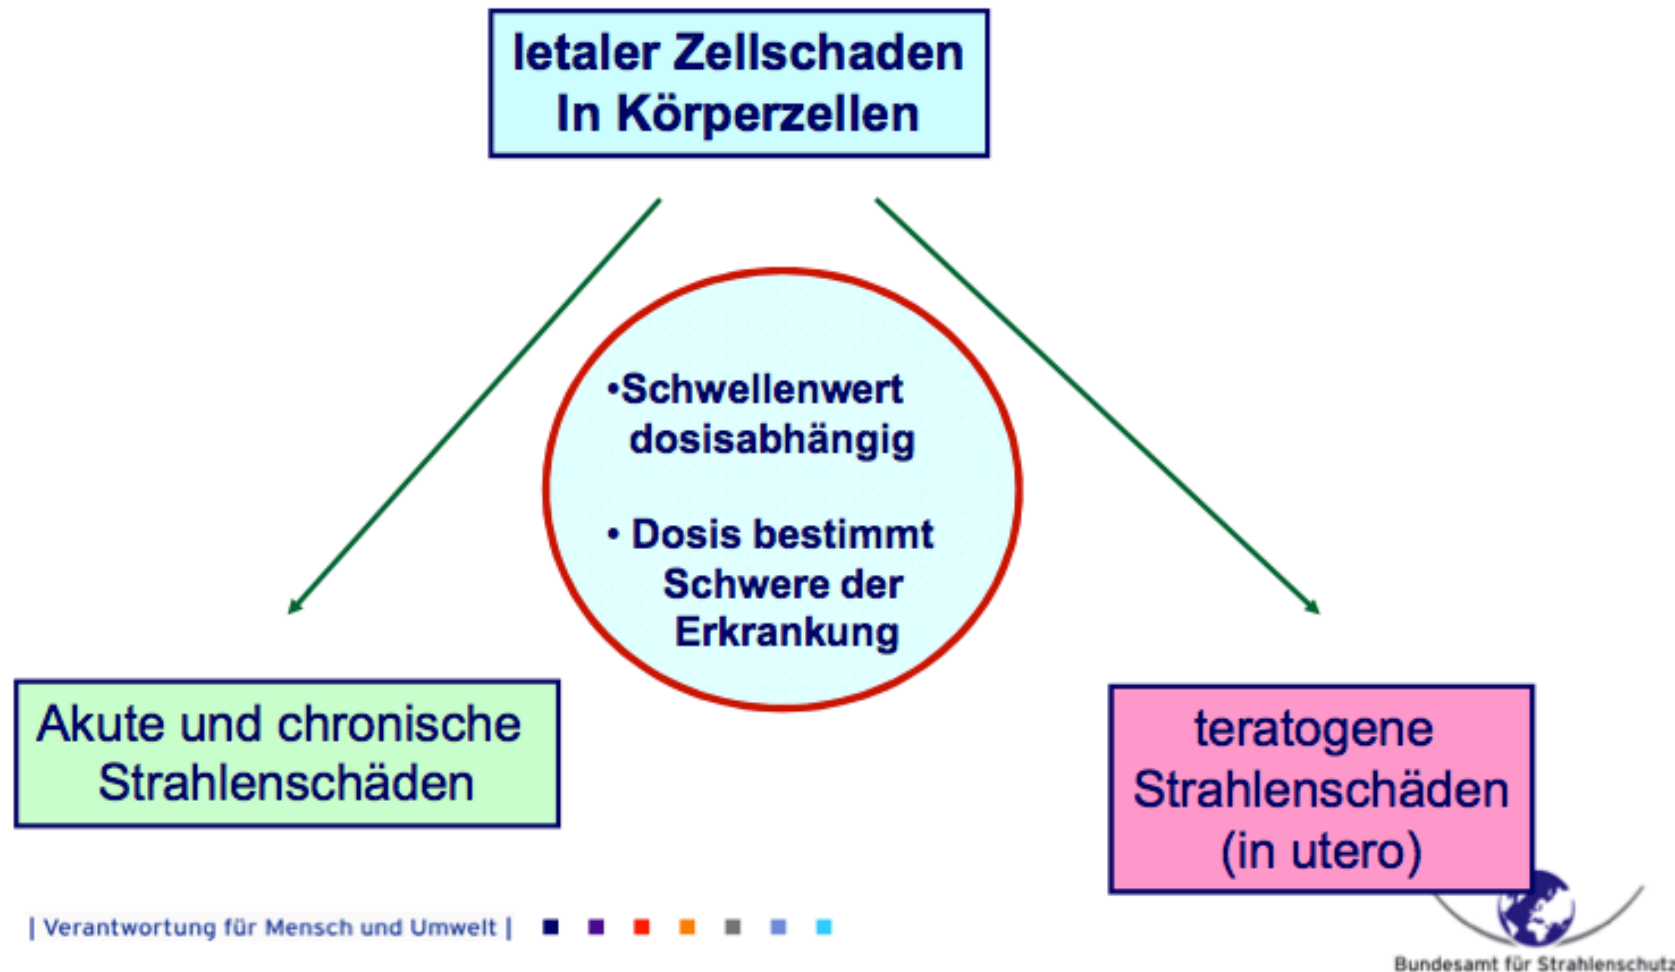 letaler Zellschaden
In Körperzellen
•Schwellenwert
dosisabhängig
• Dosis bestimmt
Schwere der
Erkrankung
Akute und chronische
Strahlenschäden
teratogene
Strahlenschäden
(in utero)
| Verantwortung für Mensch und Umwelt |
Bundesamt für Strahlenschutz